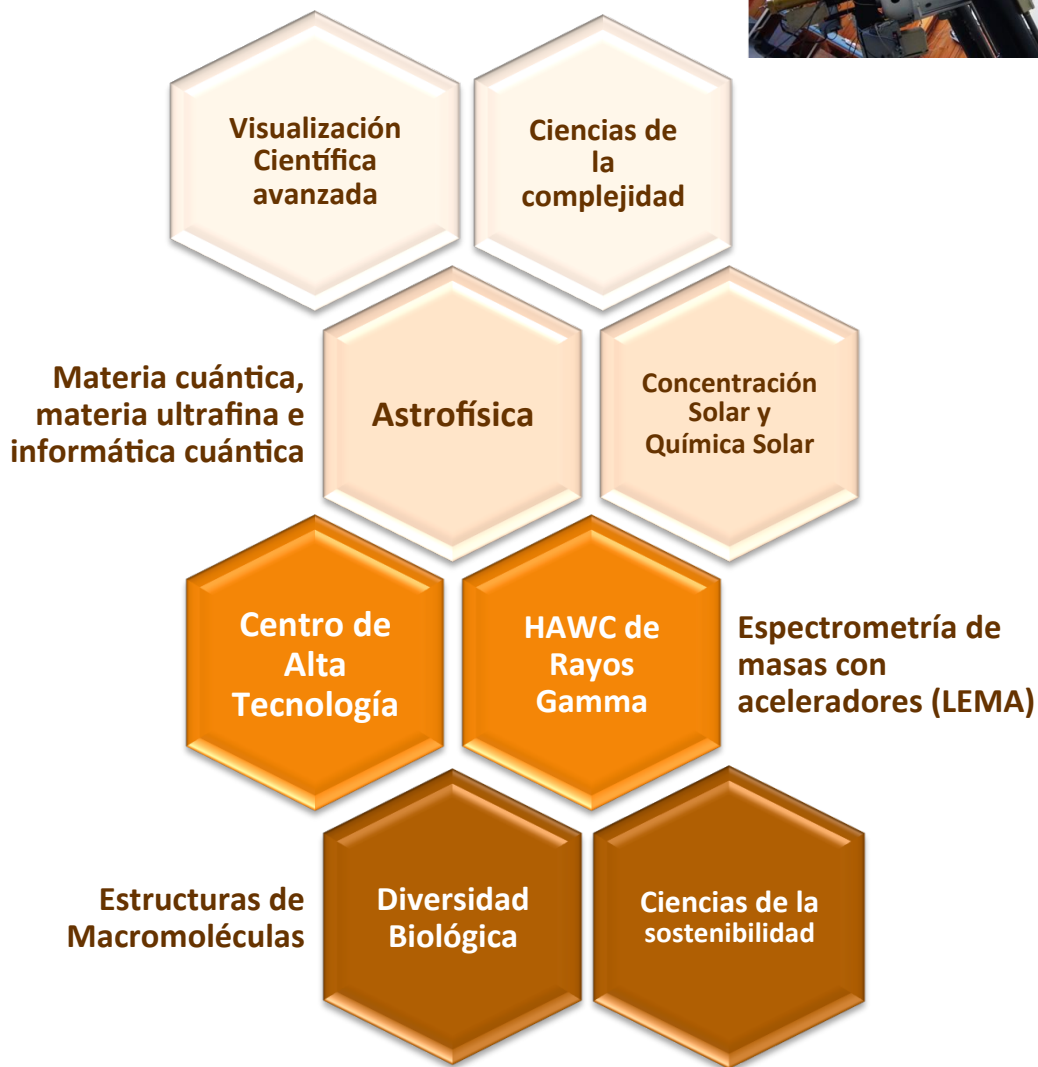 Visualización
Científica
avanzada
Ciencias de
la
complejidad
Materia cuántica,
materia ultrafina e
informática cuántica
Astrofísica
Concentración
Solar y
Química Solar
Centro de
Alta
Tecnología
HAWC de
Rayos
Gamma
Espectrometría de
masas con
aceleradores (LEMA)
Estructuras de
Macromoléculas
Diversidad
Biológica
Ciencias de la
sostenibilidad